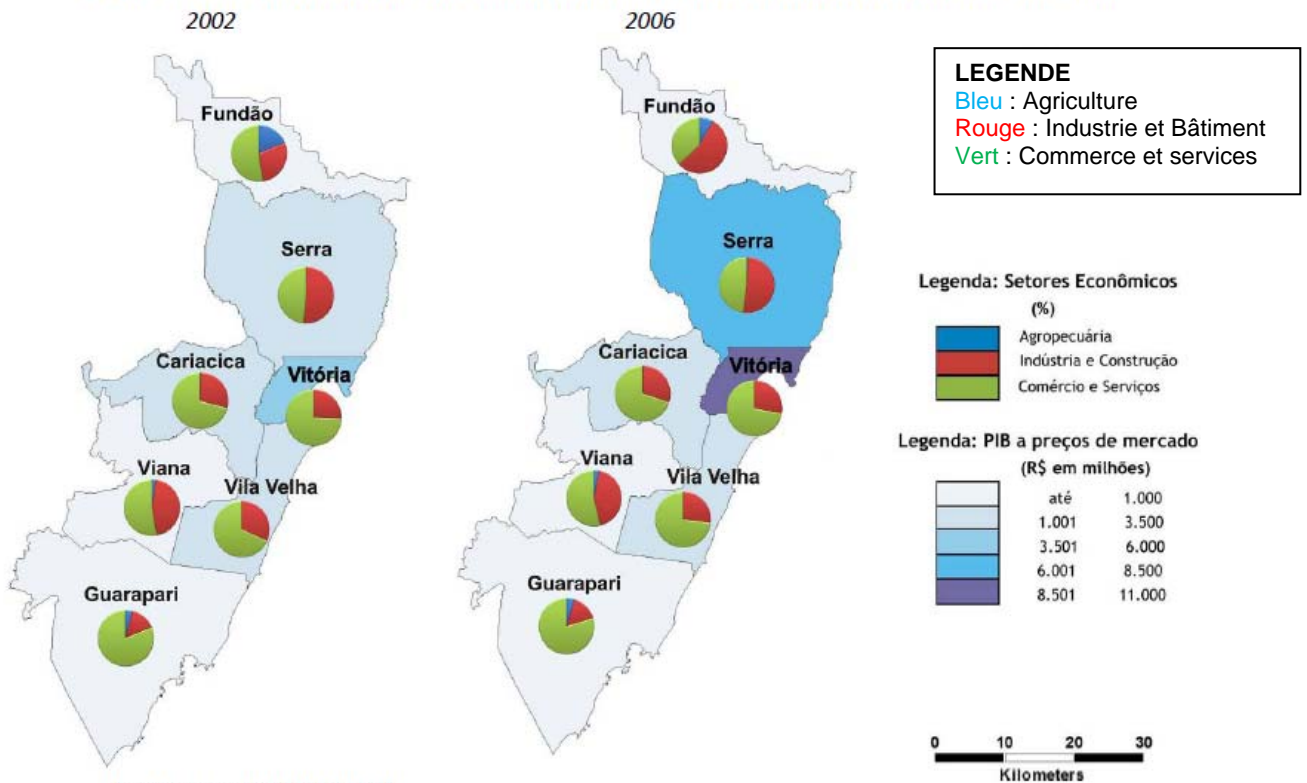 2002
Fundão
Serra
Cariacica
Vitória
Viana
Vila Velha
Guarapari
2006
Fundão
Serra
Cariacica
Vitória
Viana
Vila Velha
Guarapari
LEGENDE
Bleu : Agriculture
Rouge : Industrie et Bâtiment
Vert : Commerce et services
Legenda: Setores Econômicos
(%)
Agropecuária
Indústria e Construção
Comércio e Serviços
Legenda: PIB a preços de mercado
(R$ em milhões)
até 1.000
1.001 3.500
3.501 6.000
6.001 8.500
8.501 11.000
0 10 20 30
Kilometers